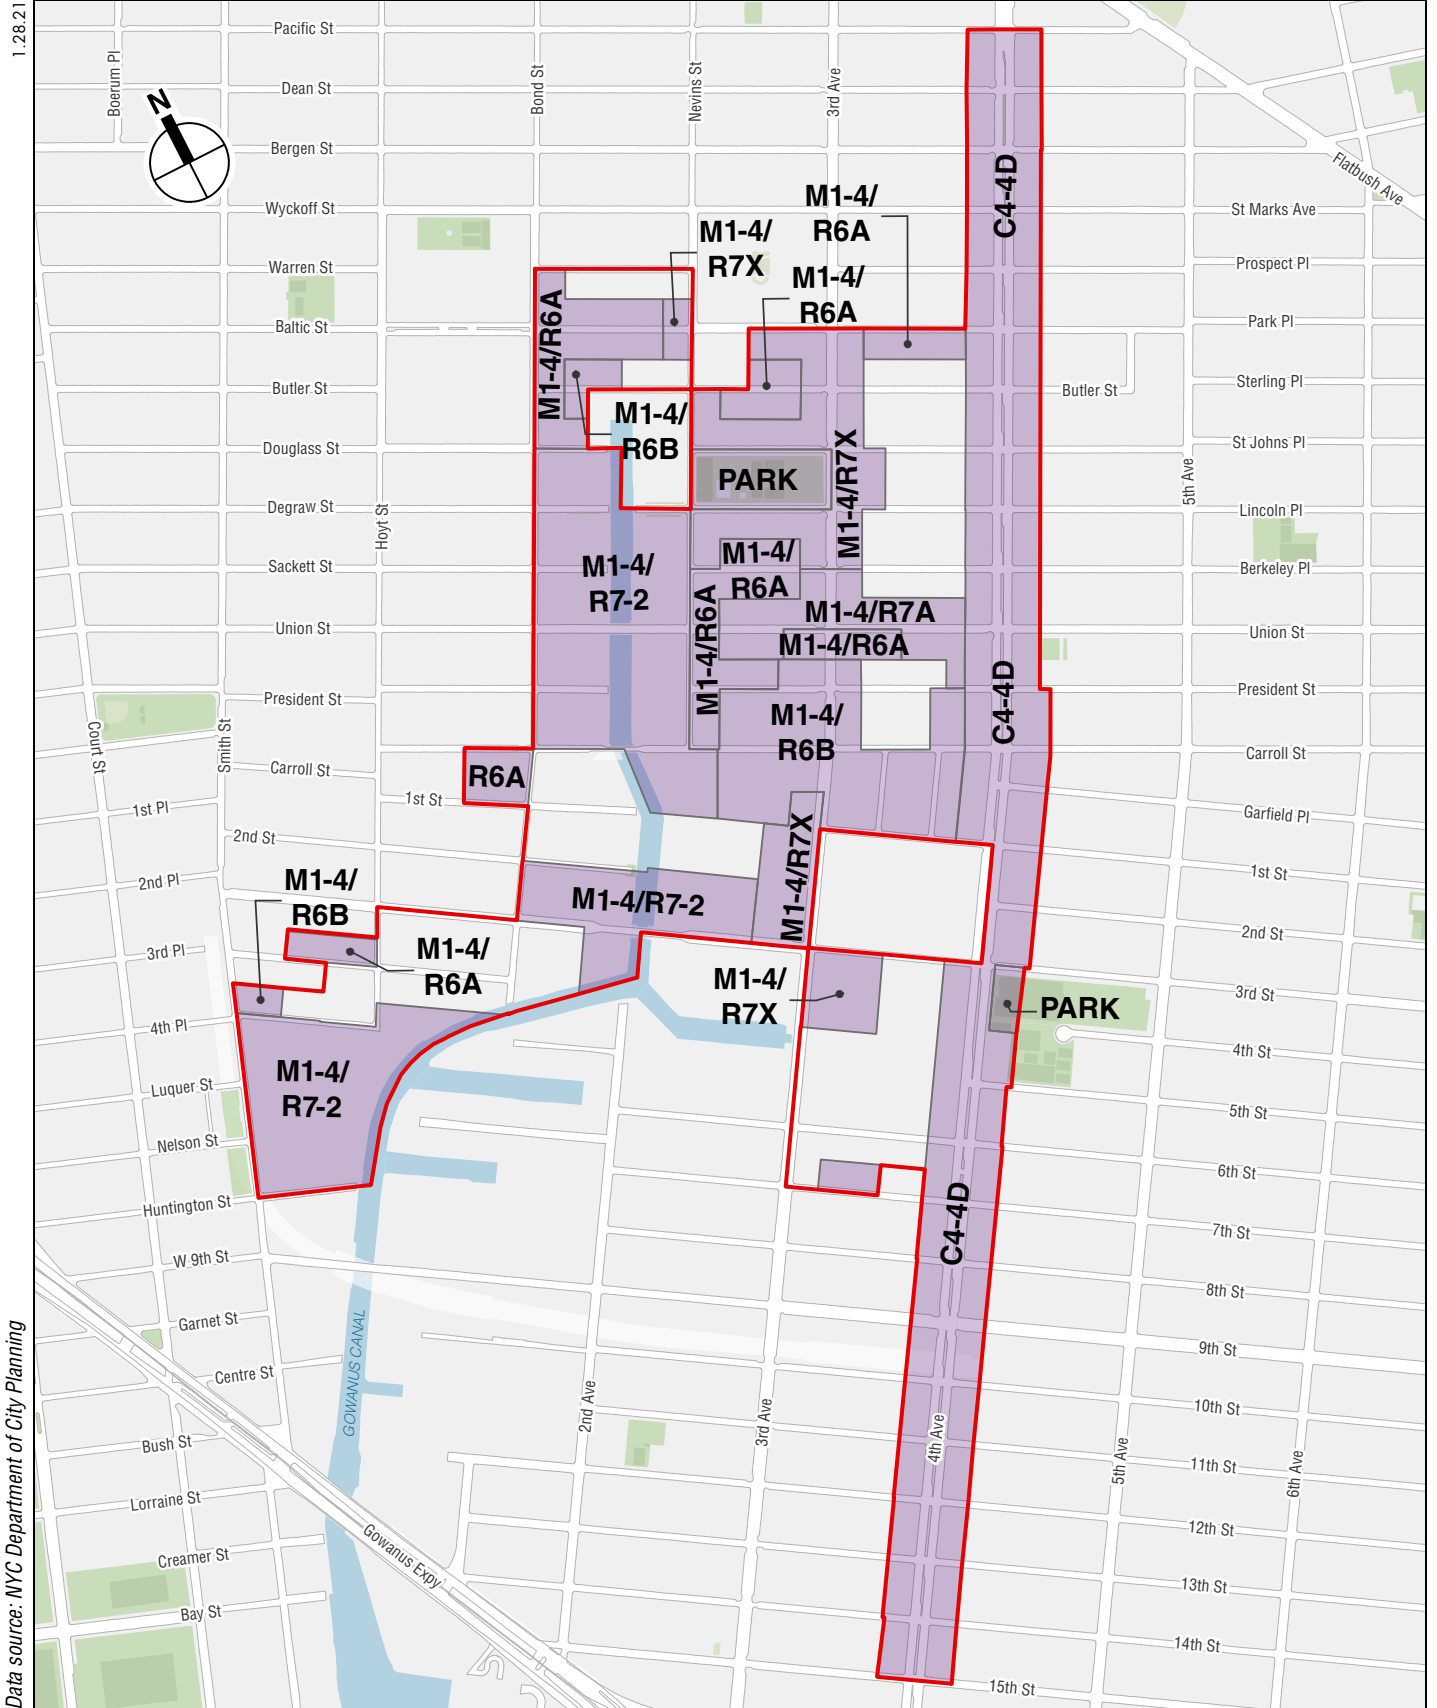 1.28.21
Pacific St
Boerum Pl
Bond St
Nevins St
3rd Ave
Dean St
N
Bergen St
C4-4D
Flatbush Ave
M1-4/
R6A
Wyckoff St
St Marks Ave
M1-4/
R7X
Warren St
Prospect Pl
M1-4/
R6A
M1-4/R6A
Baltic St
Park Pl
Butler St
Butler St
Sterling Pl
M1-4/
R6B
Douglass St
St Johns Pl
M1-4/R7X
PARK
5th Ave
Degraw St
Hoyt St
Lincoln Pl
M1-4/
R7-2
M1-4/
R6A
Sackett St
Berkeley Pl
M1-4/R6A
M1-4/R7A
Union St
M1-4/R6A
Union St
C4-4D
President St
President St
M1-4/
R6B
Court St
Smith St
Carroll St
R6A
Carroll St
1st Pl
1st St
Garfield Pl
2nd St
M1-4/R7X
1st St
2nd Pl
M1-4/
R6B
M1-4/R7-2
2nd St
3rd Pl
M1-4/
R6A
M1-4/
R7X
3rd St
PARK
4th Pl
4th St
M1-4/
R7-2
Luquer St
5th St
Nelson St
6th St
Huntington St
C4-4D
7th St
W 9th St
8th St
Garnet St
GOWANUS CANAL
9th St
Centre St
2nd Ave
3rd Ave
4th Ave
10th St
Bush St
5th Ave
6th Ave
11th St
Lorraine St
12th St
Gowanus Expy
Creamer St
13th St
Bay St
14th St
15th St
Data source: NYC Department of City Planning